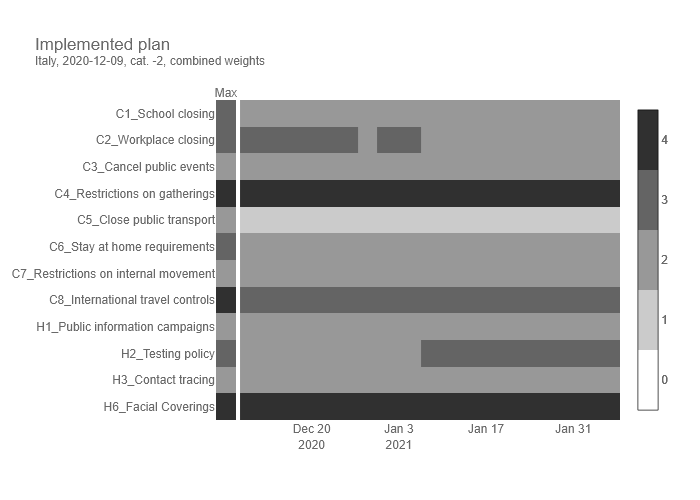 Implemented plan
Italy, 2020-12-09, cat. -2, combined weights
Max
C1_School closing
C2_Workplace closing
C3_Cancel public events
C4_Restrictions on gatherings
C5_Close public transport
C6_Stay at home requirements
C7_Restrictions on internal movement
C8_International travel controls
H1_Public information campaigns
H2_Testing policy
H3_Contact tracing
H6_Facial Coverings
4
3
2
1
0
Dec 20 Jan 3 Jan 17 Jan 31
2020 2021